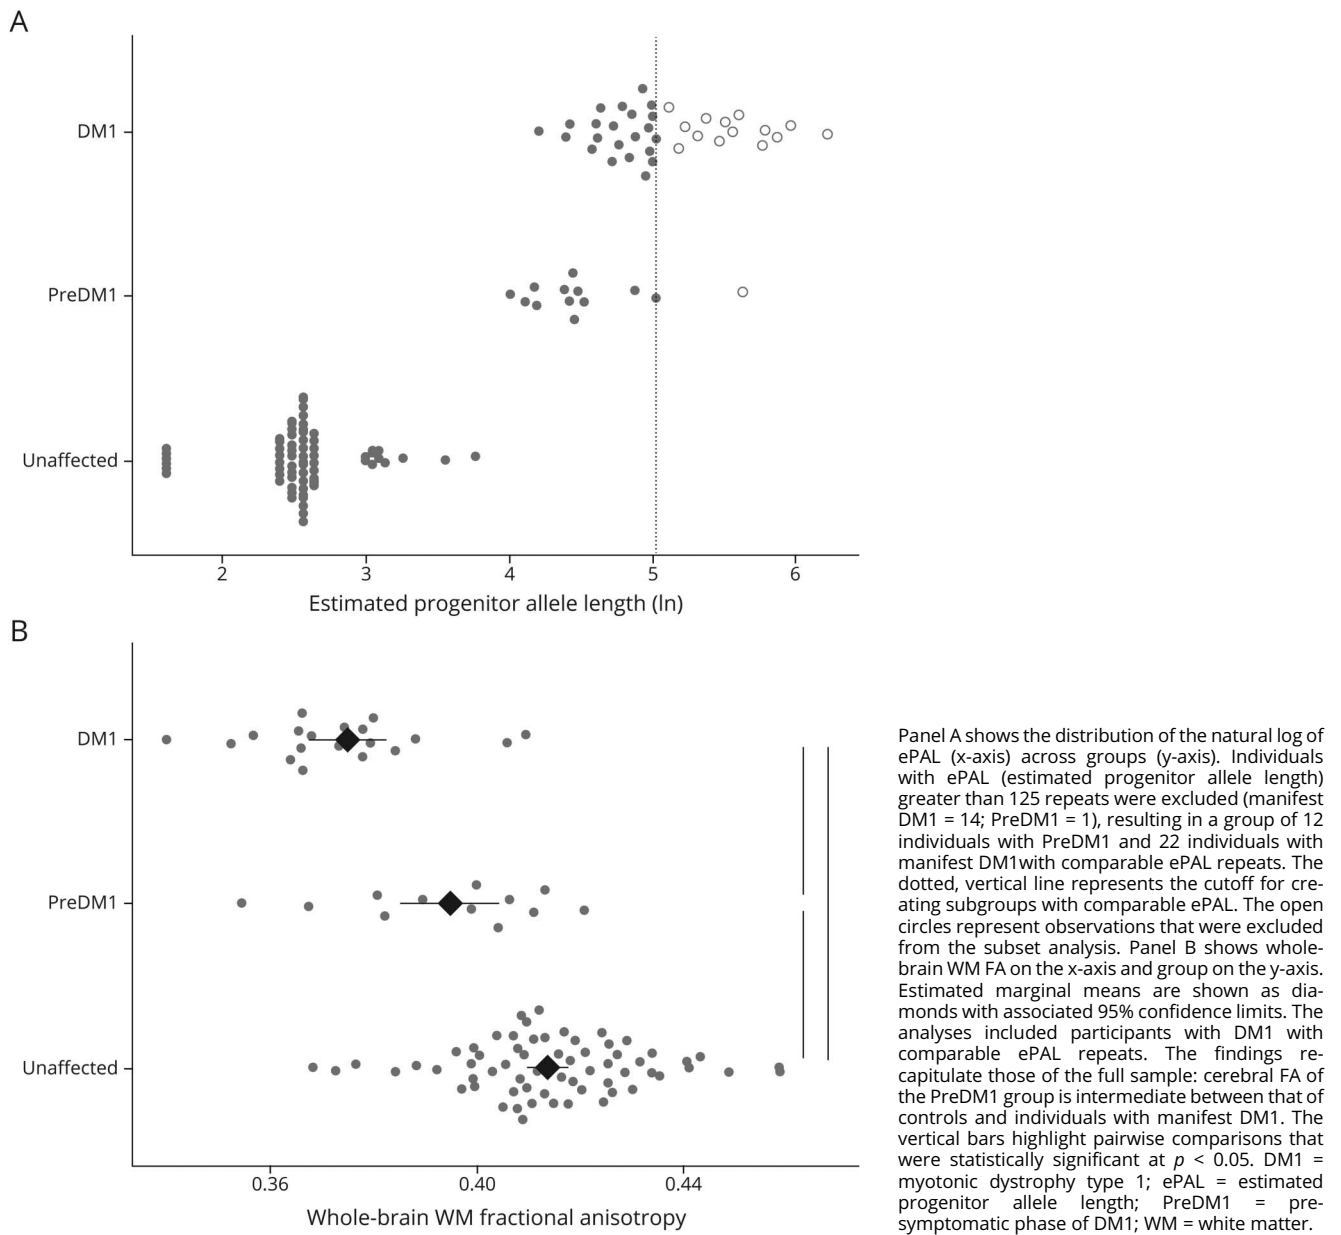 A
DM1
PreDM1
Unaffected
2 3 4 5 6
Estimated progenitor allele length (ln)
B
DM1
PreDM1
Unaffected
0.36 0.40 0.44
Whole-brain WM fractional anisotropy
Panel A shows the distribution of the natural log of
ePAL (x-axis) across groups (y-axis). Individuals
with ePAL (estimated progenitor allele length)
greater than 125 repeats were excluded (manifest
DM1 = 14; PreDM1 = 1), resulting in a group of 12
individuals with PreDM1 and 22 individuals with
manifest DM1with comparable ePAL repeats. The
dotted, vertical line represents the cutoff for cre-
ating subgroups with comparable ePAL. The open
circles represent observations that were excluded
from the subset analysis. Panel B shows whole-
brain WM FA on the x-axis and group on the y-axis.
Estimated marginal means are shown as dia-
monds with associated 95% confidence limits. The
analyses included participants with DM1 with
comparable ePAL repeats. The findings re-
capitulate those of the full sample: cerebral FA of
the PreDM1 group is intermediate between that of
controls and individuals with manifest DM1. The
vertical bars highlight pairwise comparisons that
were statistically significant at p < 0.05. DM1 =
myotonic dystrophy type 1; ePAL = estimated
progenitor allele length; PreDM1 = pre-
symptomatic phase of DM1; WM = white matter.